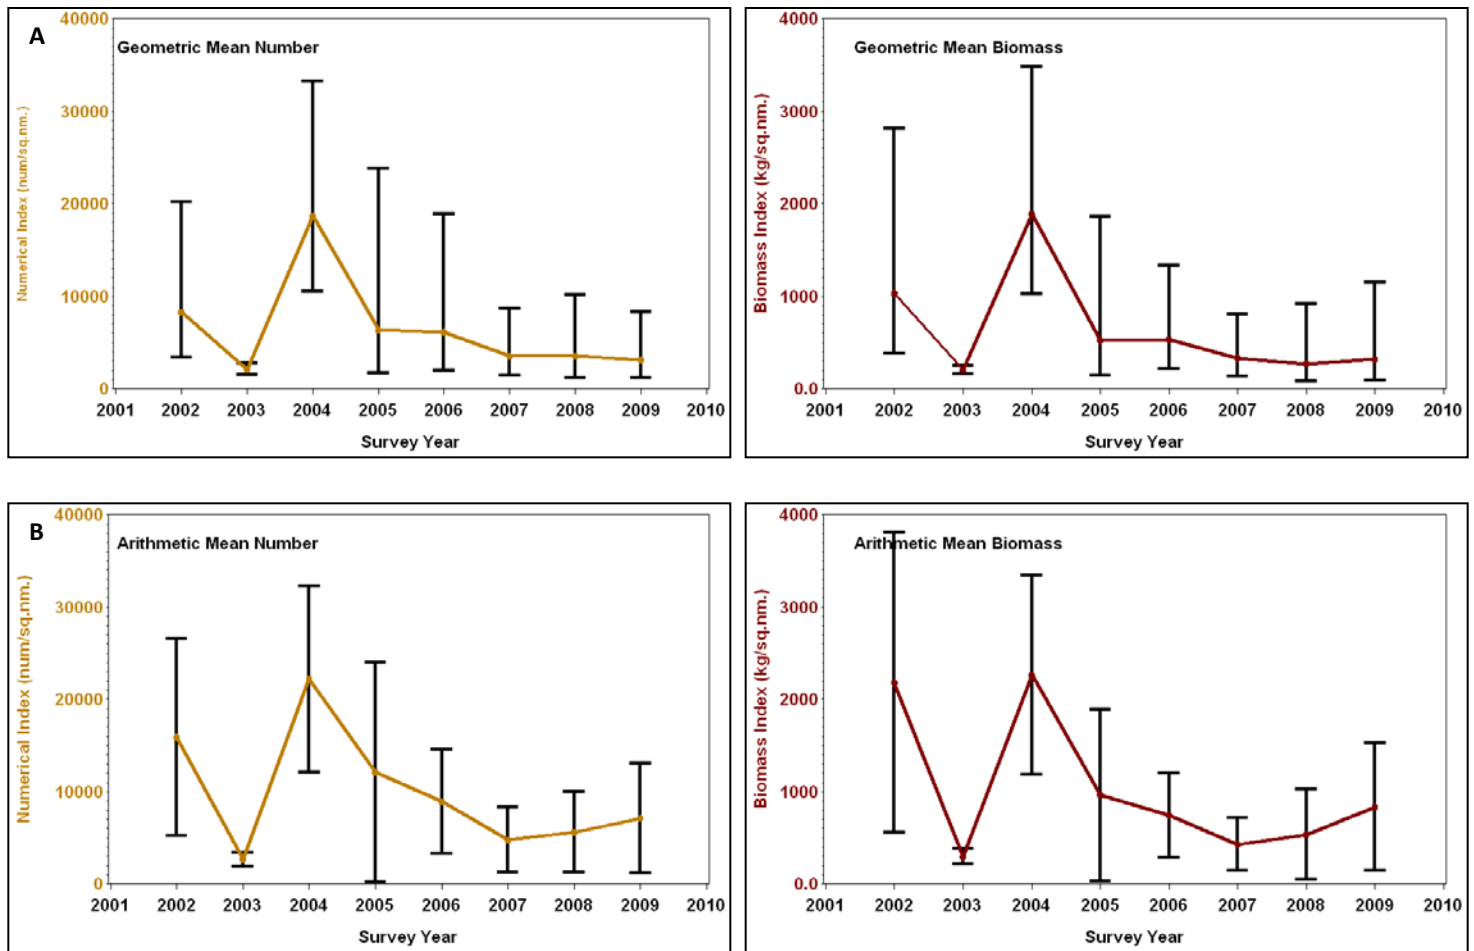 A
Geometric Mean Number
Numerical Index (num/sq.nm.)
40000
30000
20000
10000
0
2001 2002 2003 2004 2005 2006 2007 2008 2009 2010
Survey Year
Geometric Mean Biomass
Biomass Index (kg/sq.nm.)
4000
3000
2000
1000
0.0
2001 2002 2003 2004 2005 2006 2007 2008 2009 2010
Survey Year
B
Arithmetic Mean Number
Numerical Index (num/sq.nm.)
40000
30000
20000
10000
0
2001 2002 2003 2004 2005 2006 2007 2008 2009 2010
Survey Year
Arithmetic Mean Biomass
Biomass Index (kg/sq.nm.)
4000
3000
2000
1000
0.0
2001 2002 2003 2004 2005 2006 2007 2008 2009 2010
Survey Year